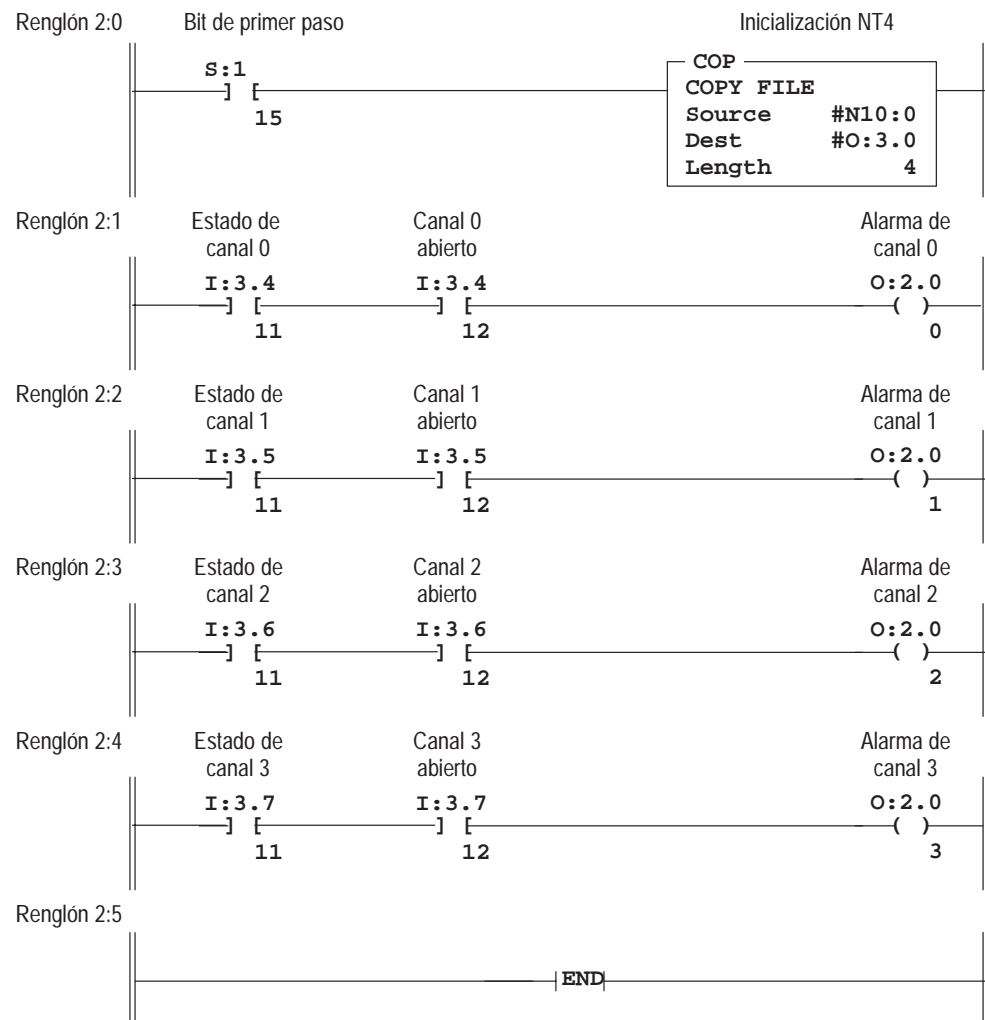 Renglón 2:0 Bit de primer paso Inicialización NT4
S:1 COP
] [ COPY FILE
15 Source #N10:0
Dest #O:3.0
Length 4
Renglón 2:1 Estado de Canal 0 Alarma de
canal 0 abierto canal 0
I:3.4 I:3.4 O:2.0
] [ ] [ ( )
11 12 0
Renglón 2:2 Estado de Canal 1 Alarma de
canal 1 abierto canal 1
I:3.5 I:3.5 O:2.0
] [ ] [ ( )
11 12 1
Renglón 2:3 Estado de Canal 2 Alarma de
canal 2 abierto canal 2
I:3.6 I:3.6 O:2.0
] [ ] [ ( )
11 12 2
Renglón 2:4 Estado de Canal 3 Alarma de
canal 3 abierto canal 3
I:3.7 I:3.7 O:2.0
] [ ] [ ( )
11 12 3
Renglón 2:5
END